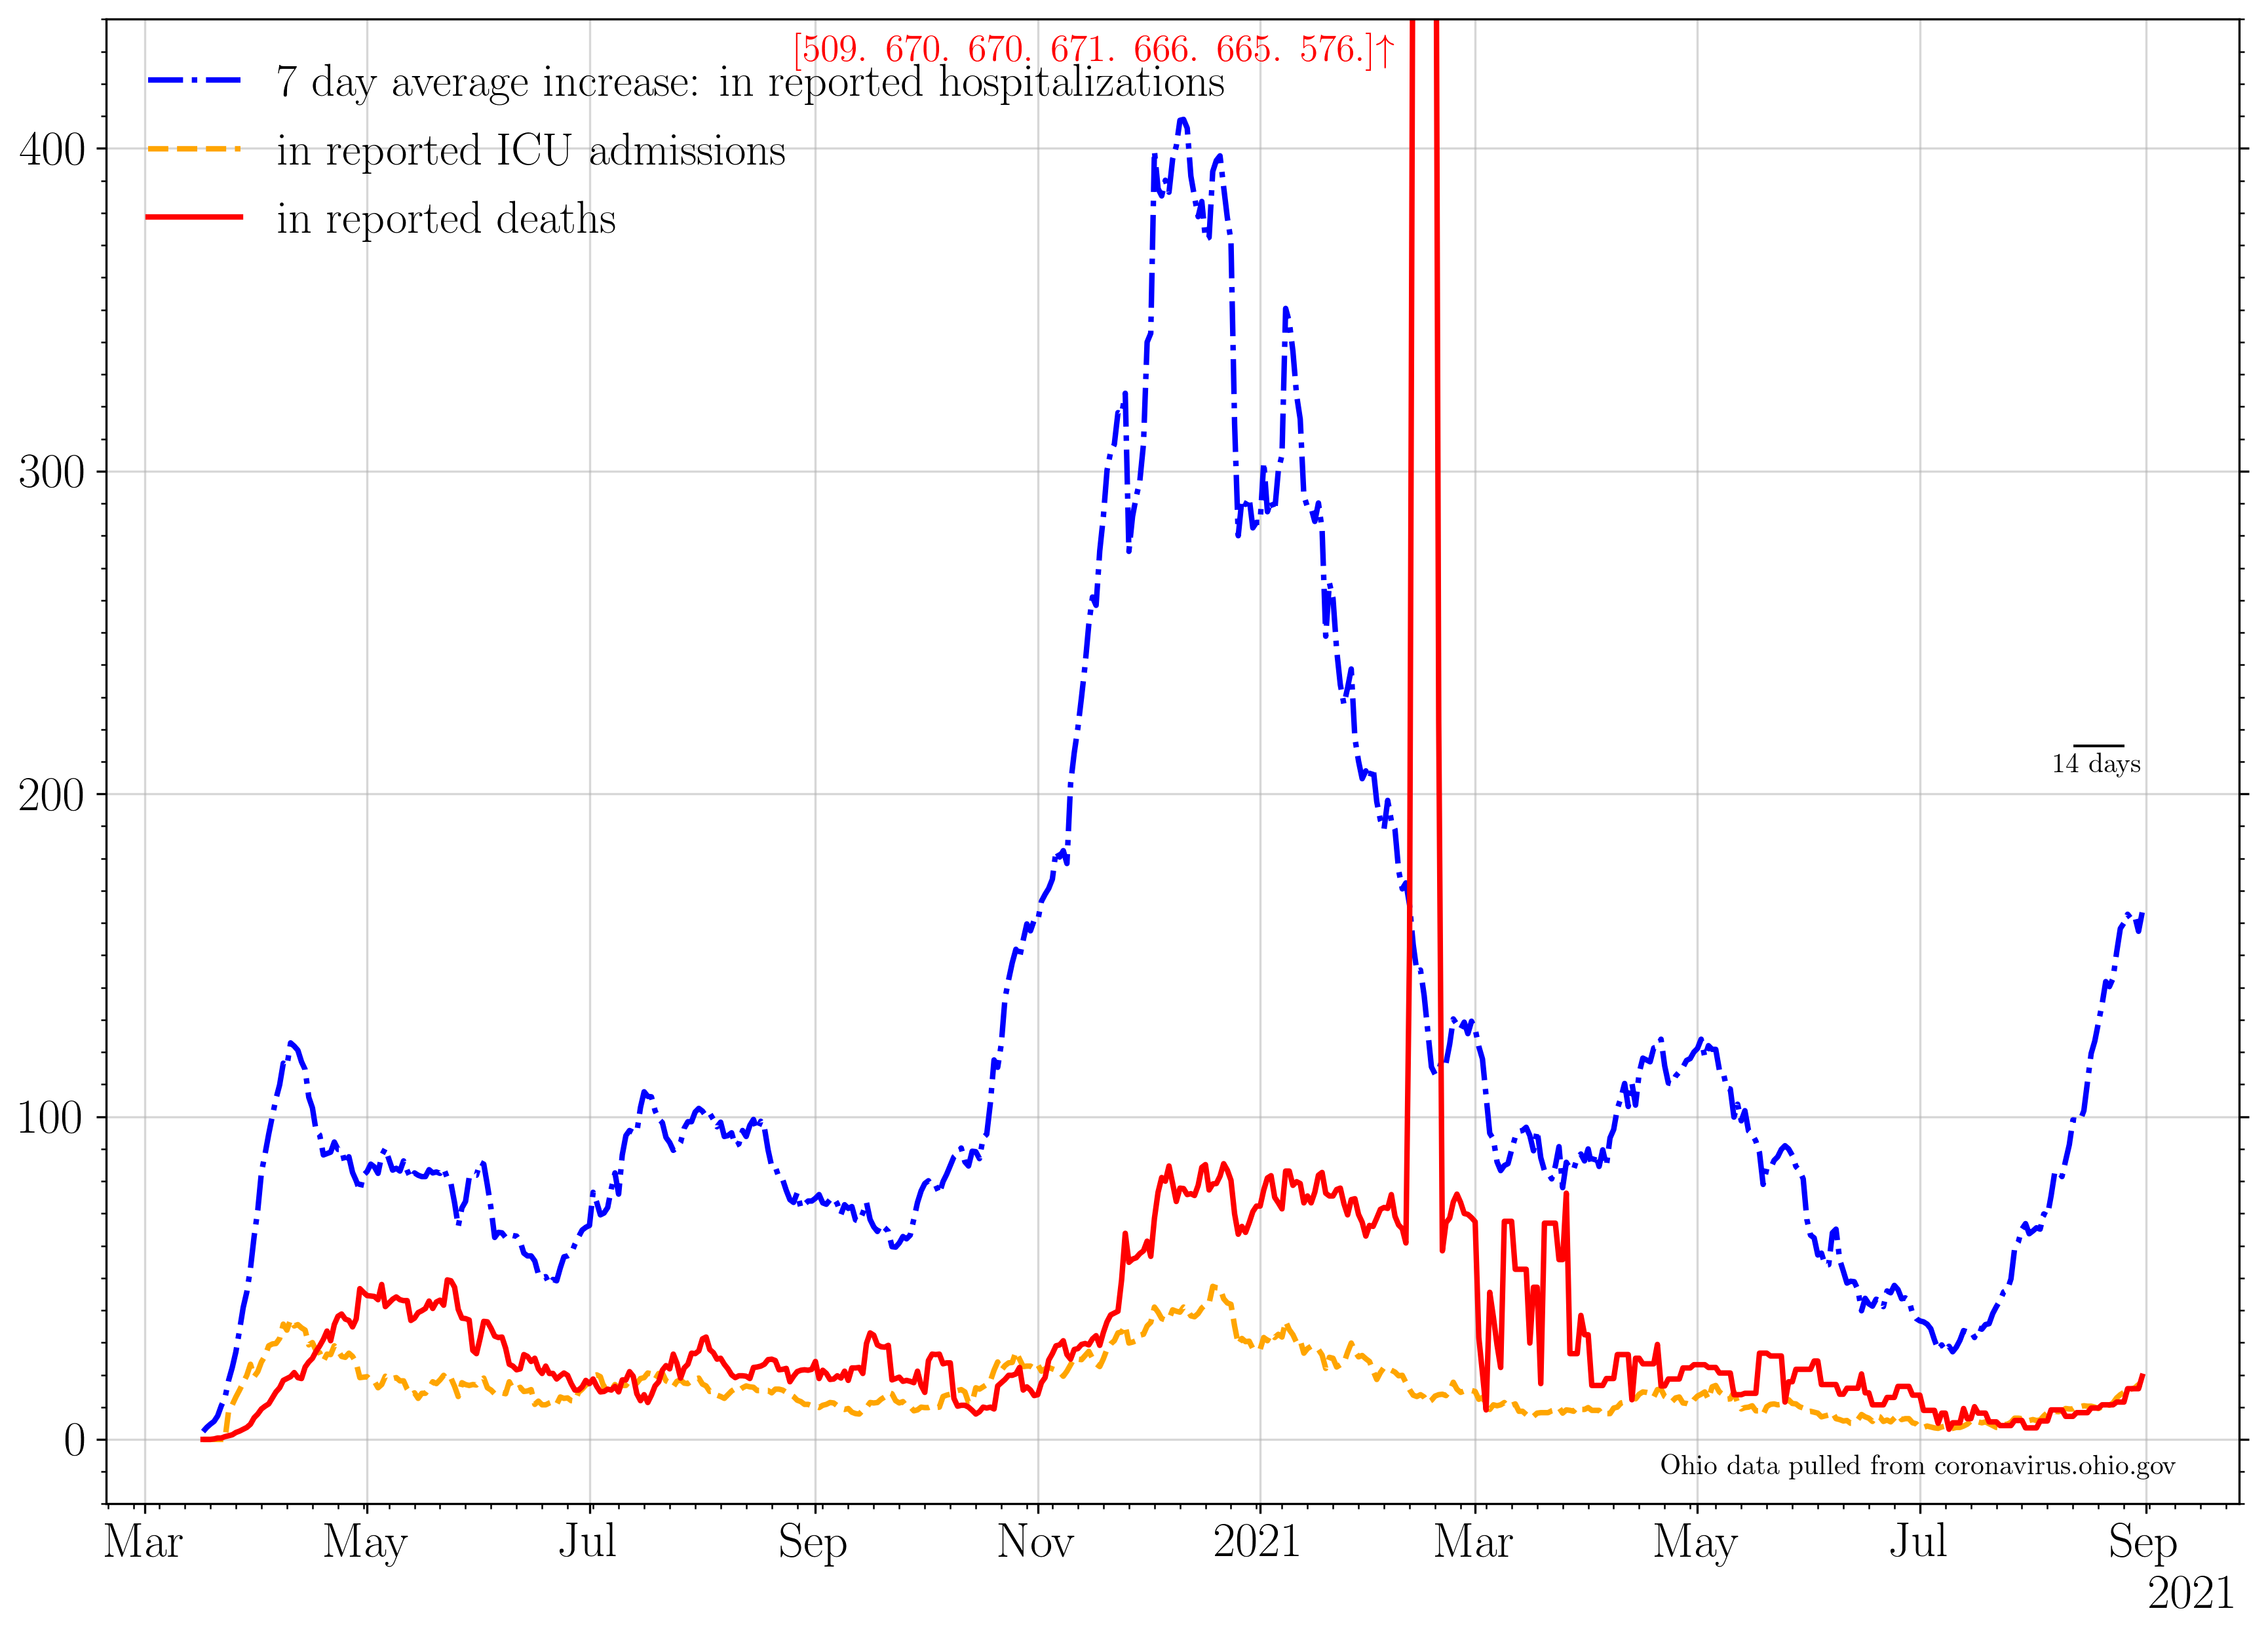 [509. 670. 670. 671. 666. 665. 576.]↑
7 day average increase: in reported hospitalizations
in reported ICU admissions
in reported deaths
400
300
200
100
0
14 days
Ohio data pulled from coronavirus.ohio.gov
Mar May Jul Sep Nov 2021 Mar May Jul Sep
2021